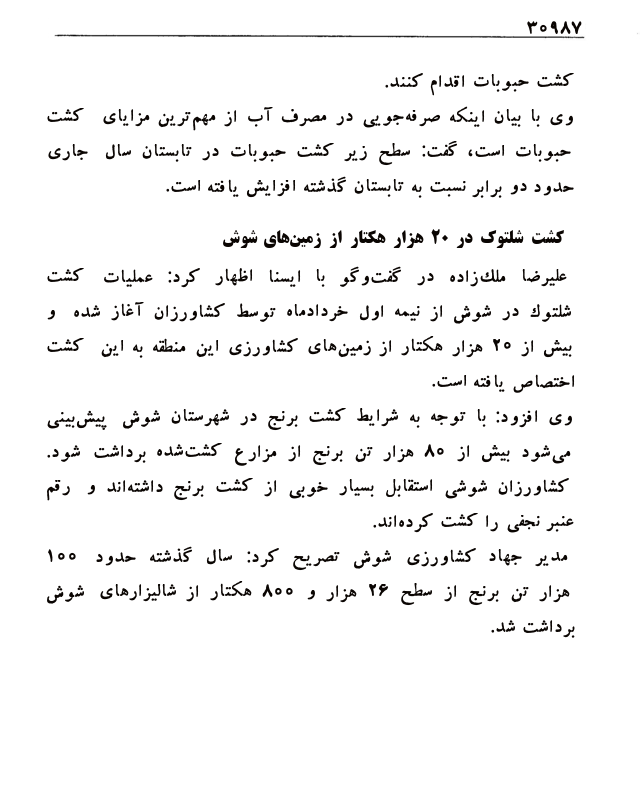 ۳۰۹۸۷
کشت حبوبات اقدام کنند.
وی با بیان اینکه صرفه‌جویی در مصرف آب از مهم‌ترین مزایای کشت
حبوبات است، گفت: سطح زیر کشت حبوبات در تابستان سال جاری
حدود دو برابر نسبت به تابستان گذشته افزایش یافته است.
کشت شلتوک در ۲۰ هزار هکتار از زمین‌های شوش
علیرضا ملک‌زاده در گفت‌وگو با ایسنا اظهار کرد: عملیات کشت
شلتوک در شوش از نیمه اول خردادماه توسط کشاورزان آغاز شده و
بیش از ۲۰ هزار هکتار از زمین‌های کشاورزی این منطقه به این کشت
اختصاص یافته است.
وی افزود: با توجه به شرایط کشت برنج در شهرستان شوش پیش‌بینی
می‌شود بیش از ۸۰ هزار تن برنج از مزارع کشت‌شده برداشت شود.
کشاورزان شوشی استقابل بسیار خوبی از کشت برنج داشته‌اند و رقم
عنبر نجفی را کشت کرده‌اند.
مدیر جهاد کشاورزی شوش تصریح کرد: سال گذشته حدود ۱۰۰
هزار تن برنج از سطح ۲۶ هزار و ۸۰۰ هکتار از شالیزارهای شوش
برداشت شد.